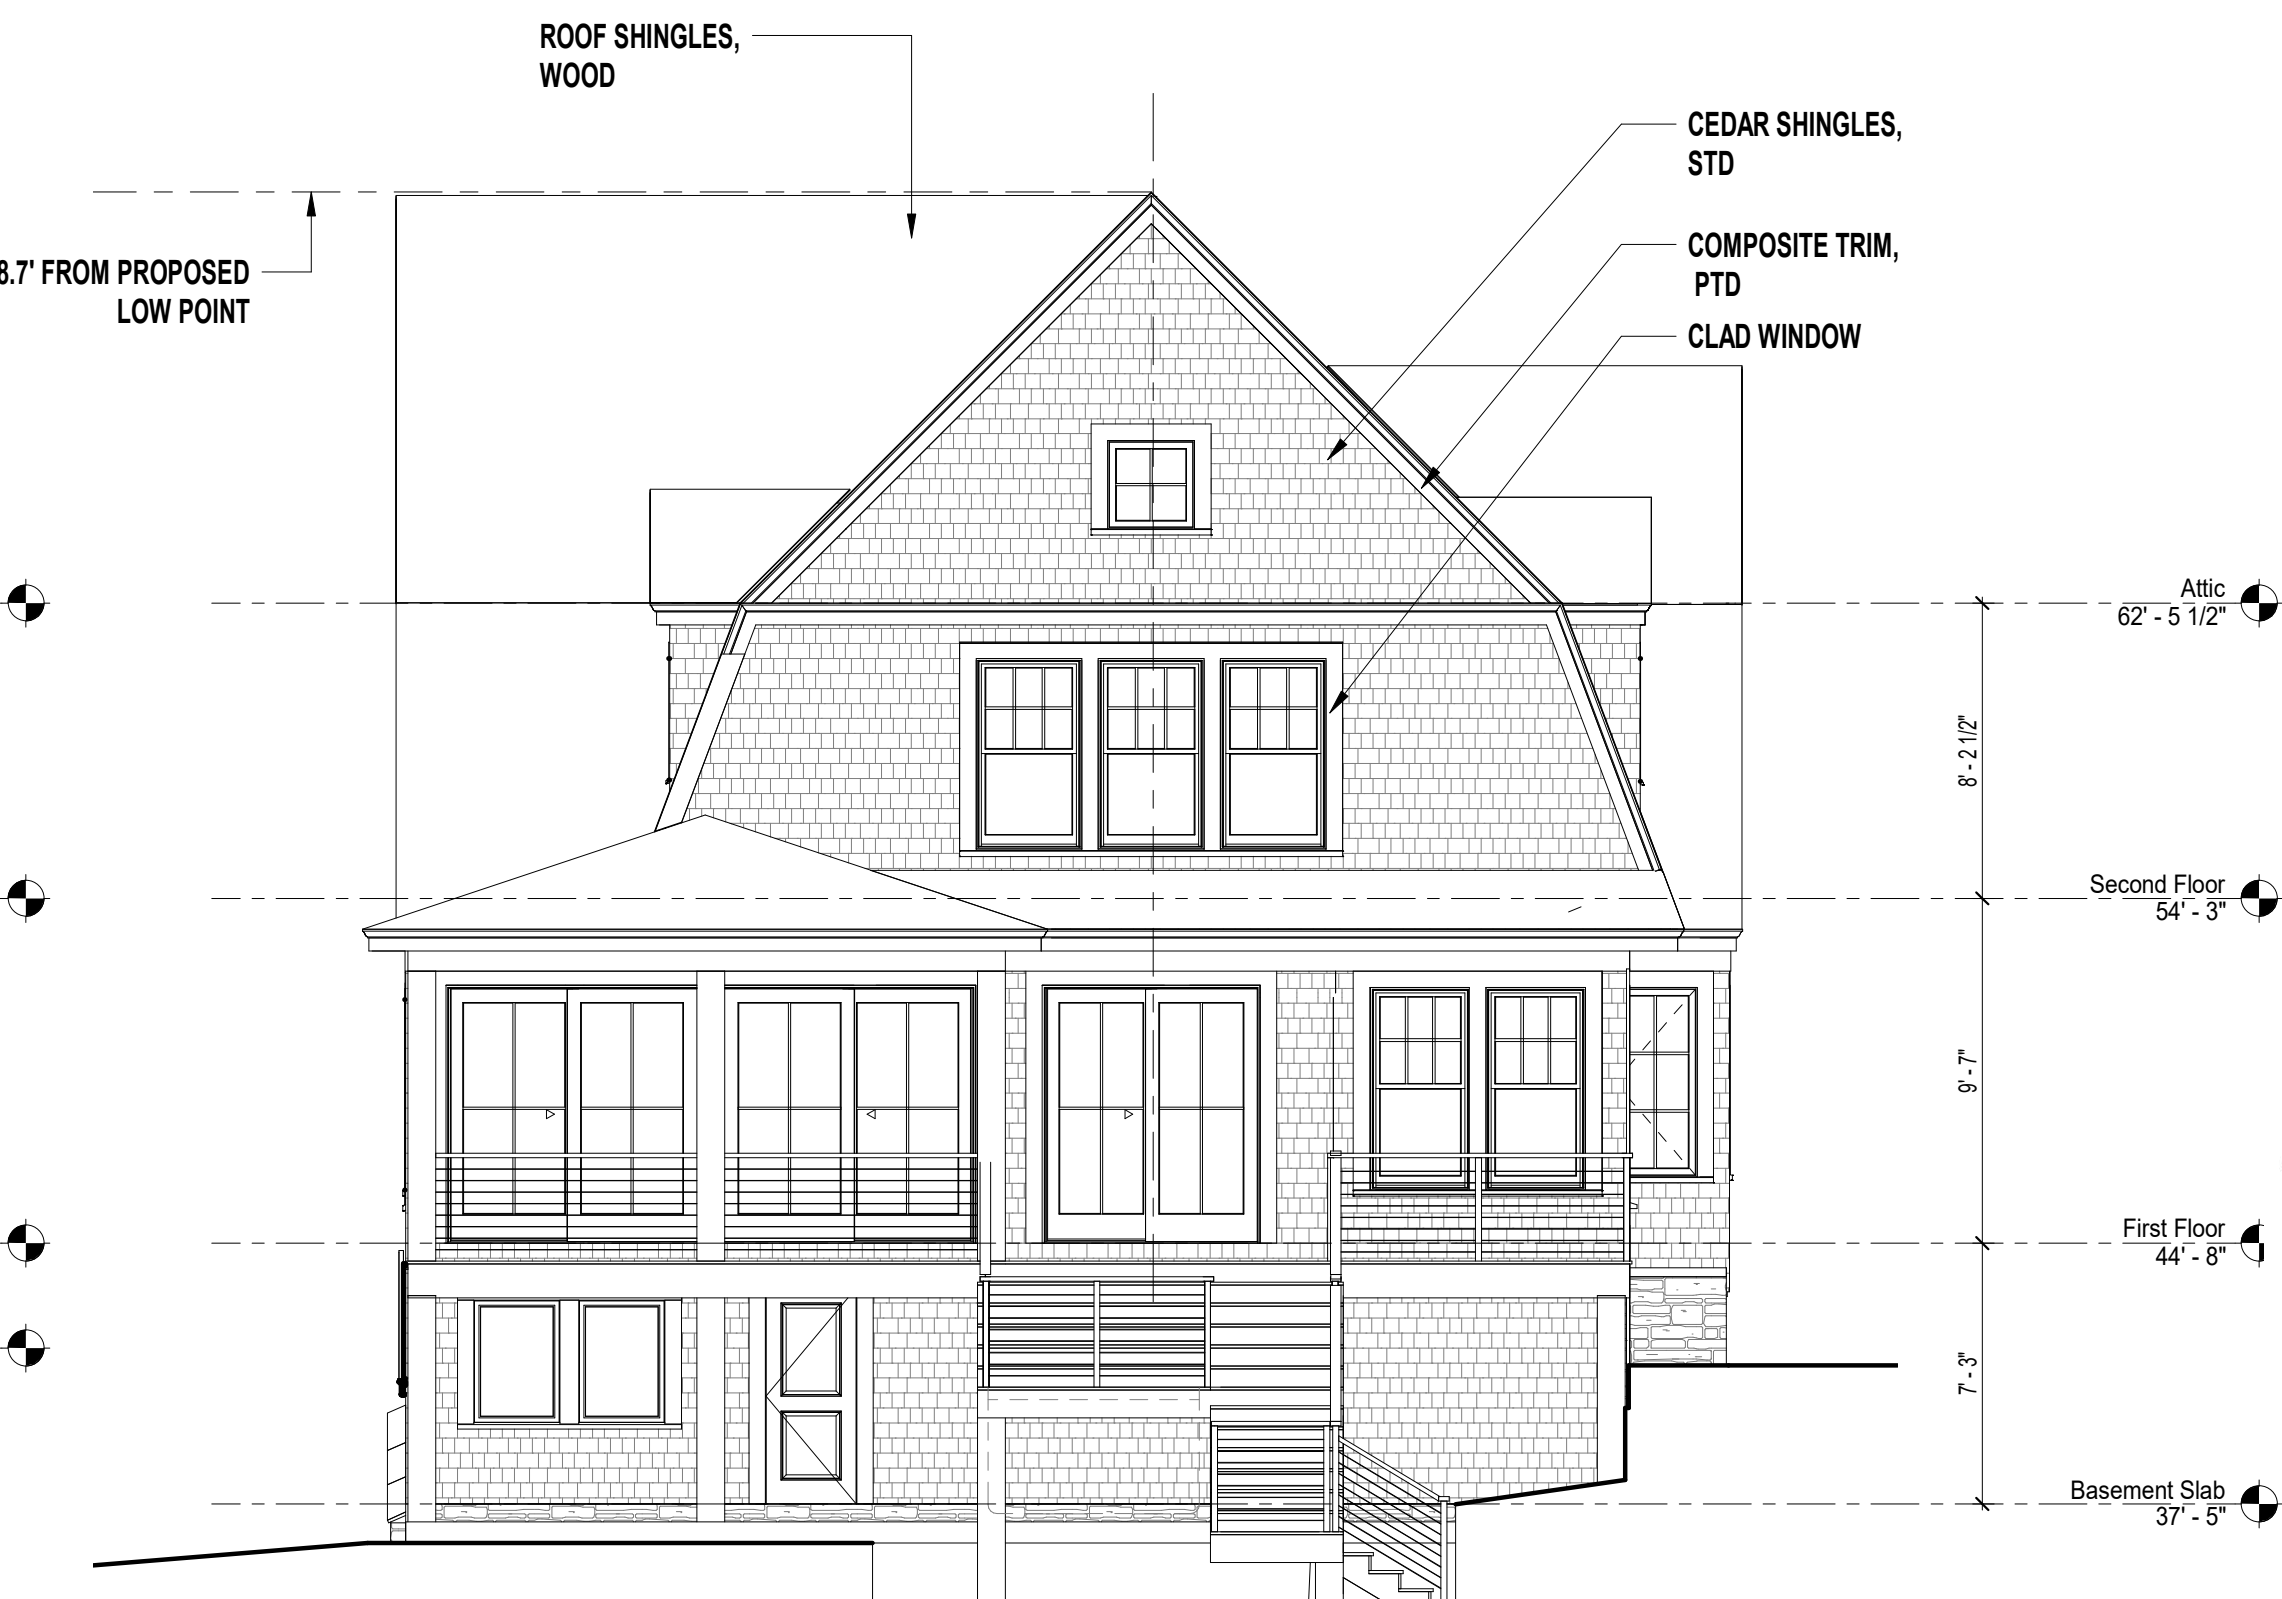 ROOF SHINGLES,
WOOD
CEDAR SHINGLES,
STD
COMPOSITE TRIM,
PTD
CLAD WINDOW
8.7' FROM PROPOSED
LOW POINT
Attic
62' - 5 1/2"
8' - 2 1/2"
Second Floor
54' - 3"
9' - 7"
First Floor
44' - 8"
7' - 3"
Basement Slab
37' - 5"